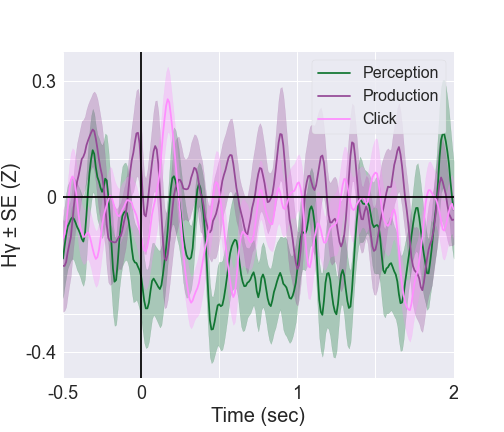 Perception
Production
Click
Hγ ± SE (Z)
0.3
0
-0.4
-0.5 0 1 2
Time (sec)